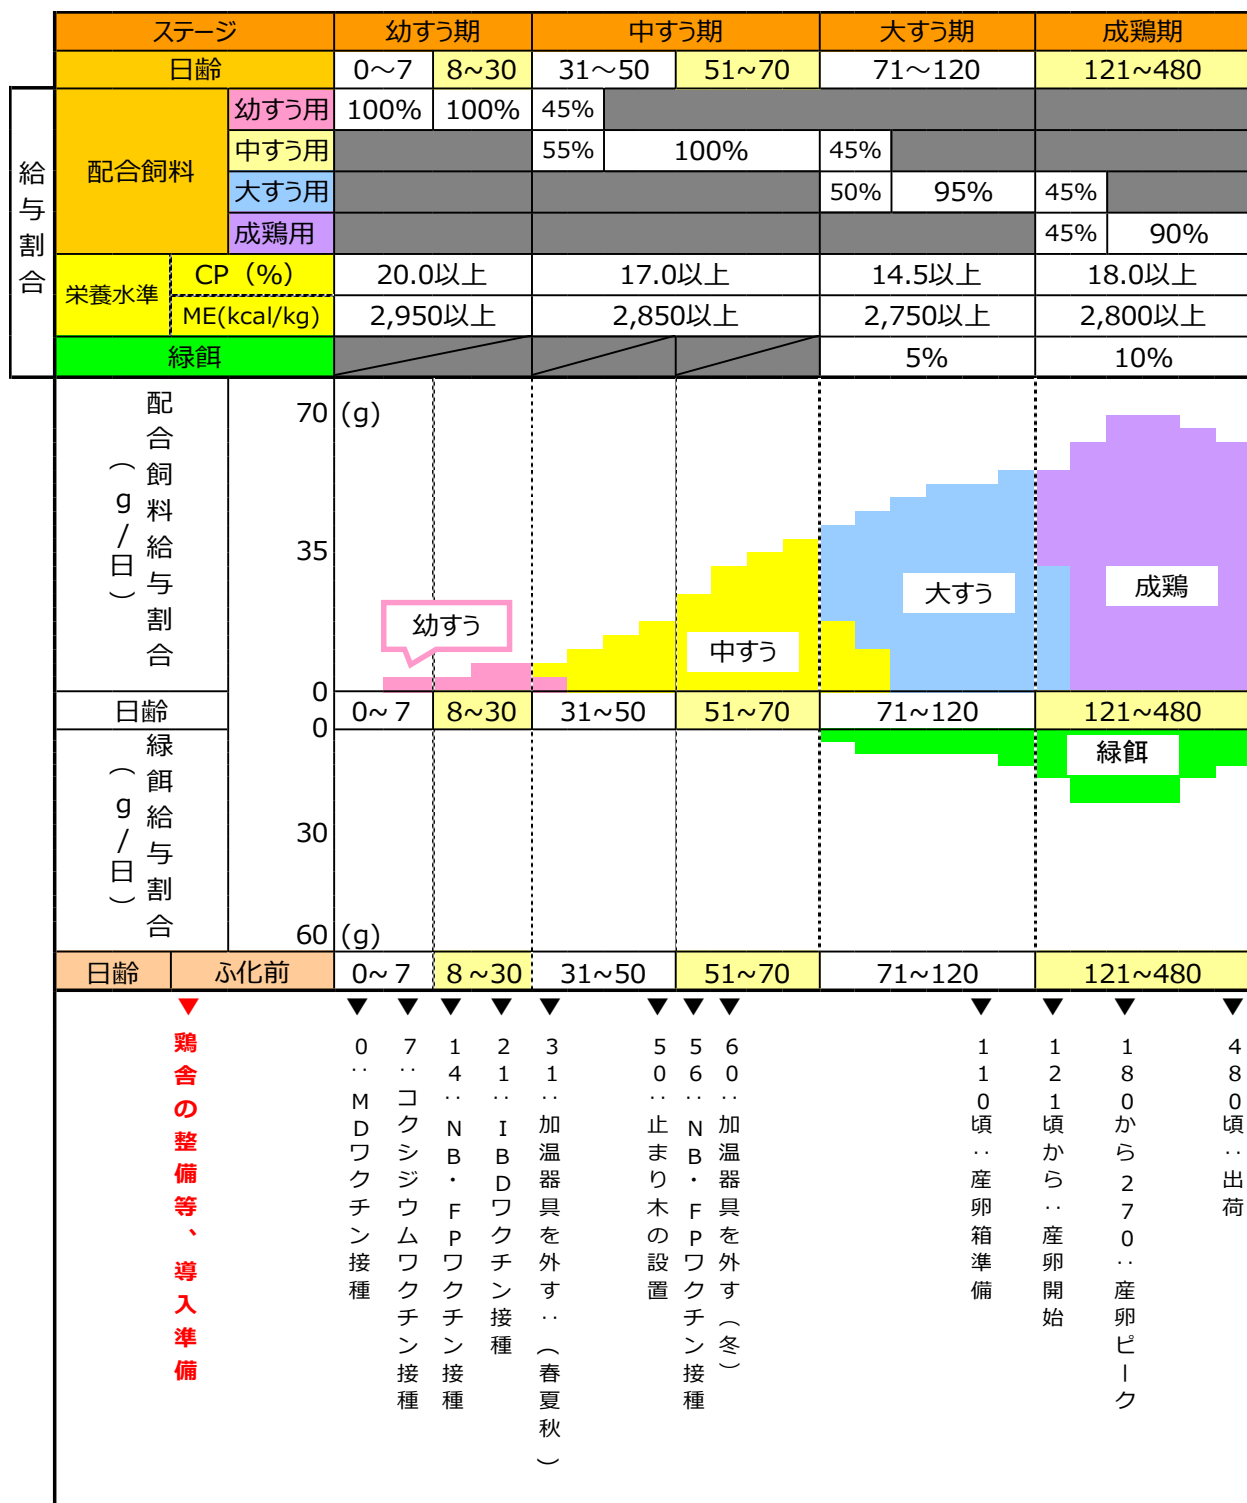 ステージ 幼すう期 中すう期 大すう期 成鶏期
日齢 0～7 8~30 31～50 51~70 71～120 121~480
給与割合
配合飼料
幼すう用 100% 100% 45%
中すう用 55% 100% 45%
大すう用 50% 95% 45%
成鶏用 45% 90%
栄養水準
CP（%） 20.0以上 17.0以上 14.5以上 18.0以上
ME(kcal/kg) 2,950以上 2,850以上 2,750以上 2,800以上
緑餌 5% 10%
配合飼料給与割合
（g/日）
70 (g)
35
0
幼すう
中すう
大すう
成鶏
日齢 0~7 8~30 31~50 51~70 71~120 121~480
緑餌給与割合
（g/日）
0
30
60 (g)
緑餌
日齢 ふ化前 0~7 8~30 31~50 51~70 71~120 121~480
▼ ▼ ▼ ▼ ▼ ▼ ▼ ▼ ▼ ▼ ▼ ▼ ▼
鶏舎の整備等、導入準備
0‥MDワクチン接種
7‥コクシジウムワクチン接種
14‥NB・FPワクチン接種
21‥IBDワクチン接種
31‥加温器具を外す‥（春夏秋）
50‥止まり木の設置
56‥NB・FPワクチン接種
60‥加温器具を外す（冬）
110頃‥産卵箱準備
121頃から‥産卵開始
180から270‥産卵ピーク
480頃‥出荷